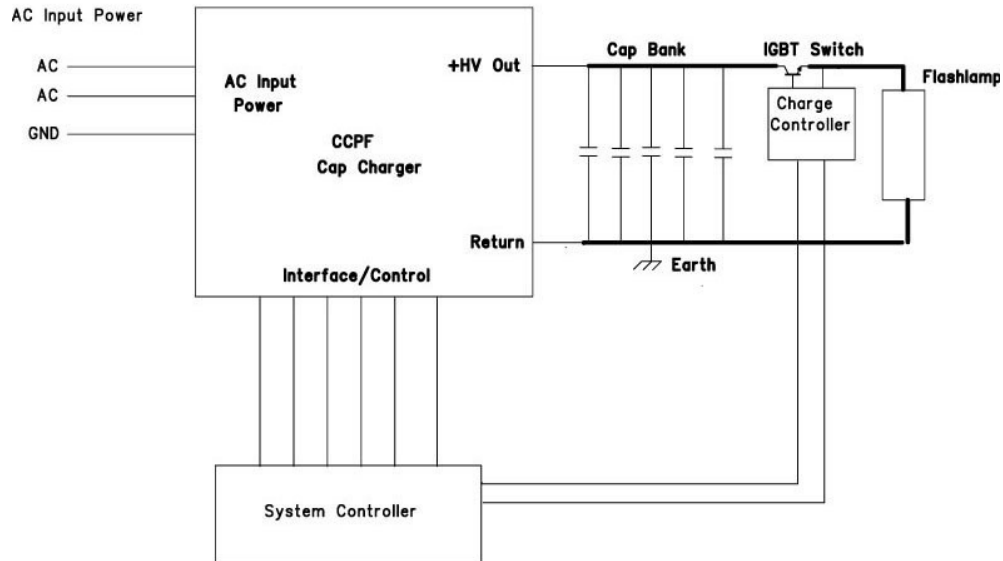 AC Input Power
AC
AC
GND
AC Input
Power
CCPF
Cap Charger
+HV Out
Return
Interface/Control
Cap Bank
IGBT Switch
Flashlamp
Charge
Controller
Earth
System Controller